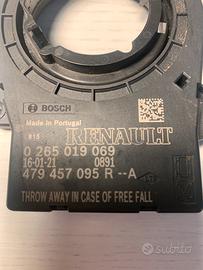 BOSCH
Made in Portugal
815
RENAULT
0 265 019 069
16-01-21 0891
479 457 095 R --A
THROW AWAY IN CASE OF FREE FALL
subito